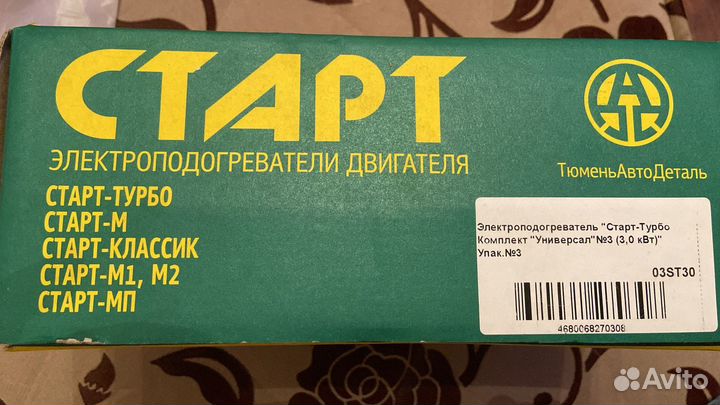 СТАРТ
ЭЛЕКТРОПОДОГРЕВАТЕЛИ ДВИГАТЕЛЯ
СТАРТ-ТУРБО
СТАРТ-М
СТАРТ-КЛАССИК
СТАРТ-М1, М2
СТАРТ-МП
АТД
ТюменьАвтоДеталь
Электроподогреватель "Старт-Турбо
Комплект "Универсал"№3 (3,0 кВт)"
Упак.№3
03ST30
4680068270308
Avito